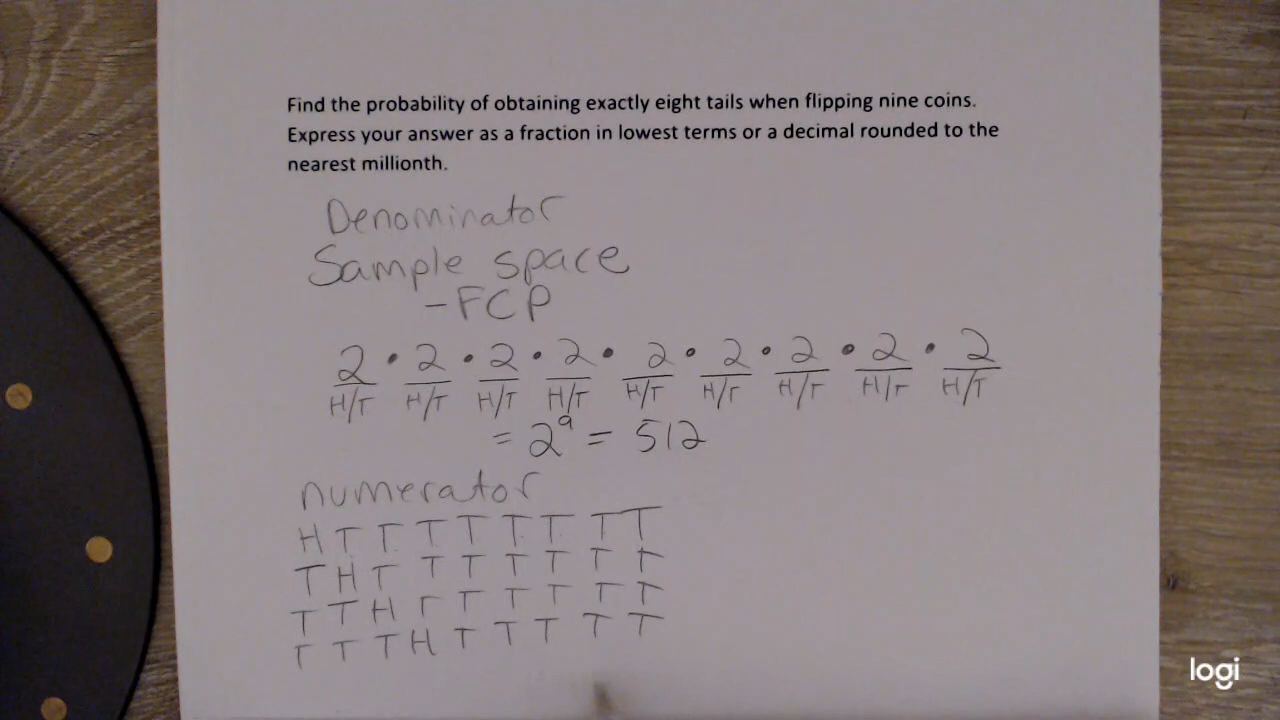 Find the probability of obtaining exactly eight tails when flipping nine coins.
Express your answer as a fraction in lowest terms or a decimal rounded to the
nearest millionth.
Denominator
Sample space
-FCP
2 • 2 • 2 • 2 • 2 • 2 • 2 • 2 • 2
H/T H/T H/T H/T H/T H/T H/T H/T H/T
= 2⁹ = 512
numerator
H T T T T T T T T
T H T T T T T T T
T T H T T T T T T
T T T H T T T T T
logi